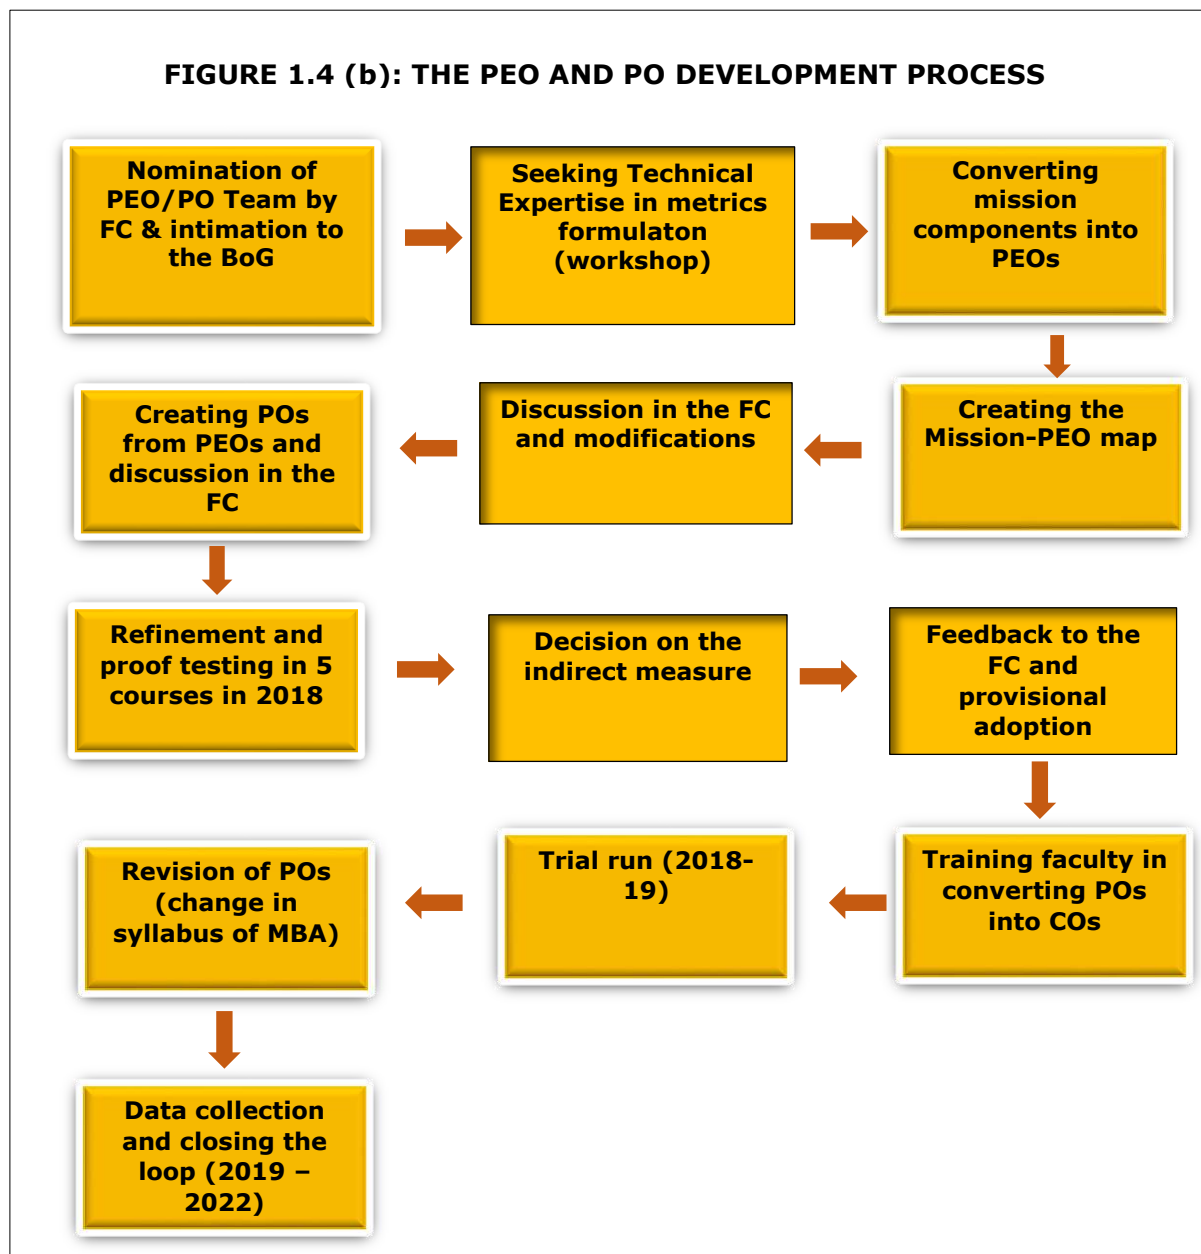 FIGURE 1.4 (b): THE PEO AND PO DEVELOPMENT PROCESS
Nomination of
PEO/PO Team by
FC & intimation to
the BoG
Seeking Technical
Expertise in metrics
formulaton
(workshop)
Converting
mission
components into
PEOs
Creating the
Mission-PEO map
Discussion in the FC
and modifications
Creating POs
from PEOs and
discussion in the
FC
Refinement and
proof testing in 5
courses in 2018
Decision on the
indirect measure
Feedback to the
FC and
provisional
adoption
Training faculty in
converting POs
into COs
Trial run (2018-
19)
Revision of POs
(change in
syllabus of MBA)
Data collection
and closing the
loop (2019 –
2022)